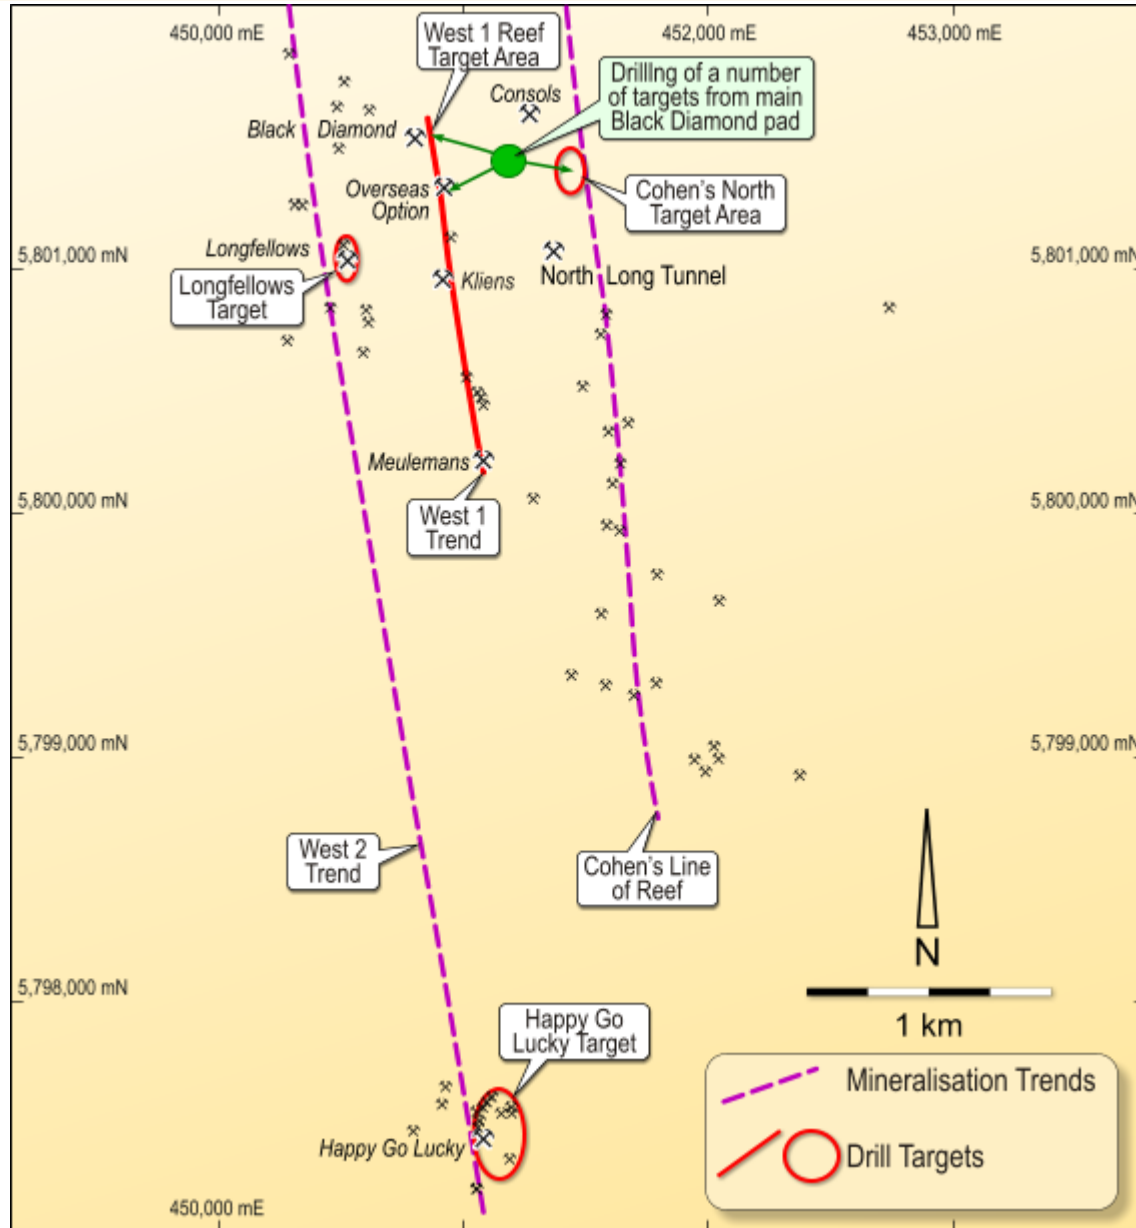 450,000 mE
452,000 mE
453,000 mE
West 1 Reef
Target Area
Drillng of a number
of targets from main
Black Diamond pad
Consols
Black Diamond
Overseas
Option
Cohen's North
Target Area
Longfellows
5,801,000 mN
5,801,000 mN
Longfellows
Target
Kliens
North Long Tunnel
Meulemans
5,800,000 mN
5,800,000 mN
West 1
Trend
5,799,000 mN
5,799,000 mN
West 2
Trend
Cohen's Line
of Reef
N
5,798,000 mN
1 km
Happy Go
Lucky Target
Mineralisation Trends
Happy Go Lucky
Drill Targets
450,000 mE
452,000 mE